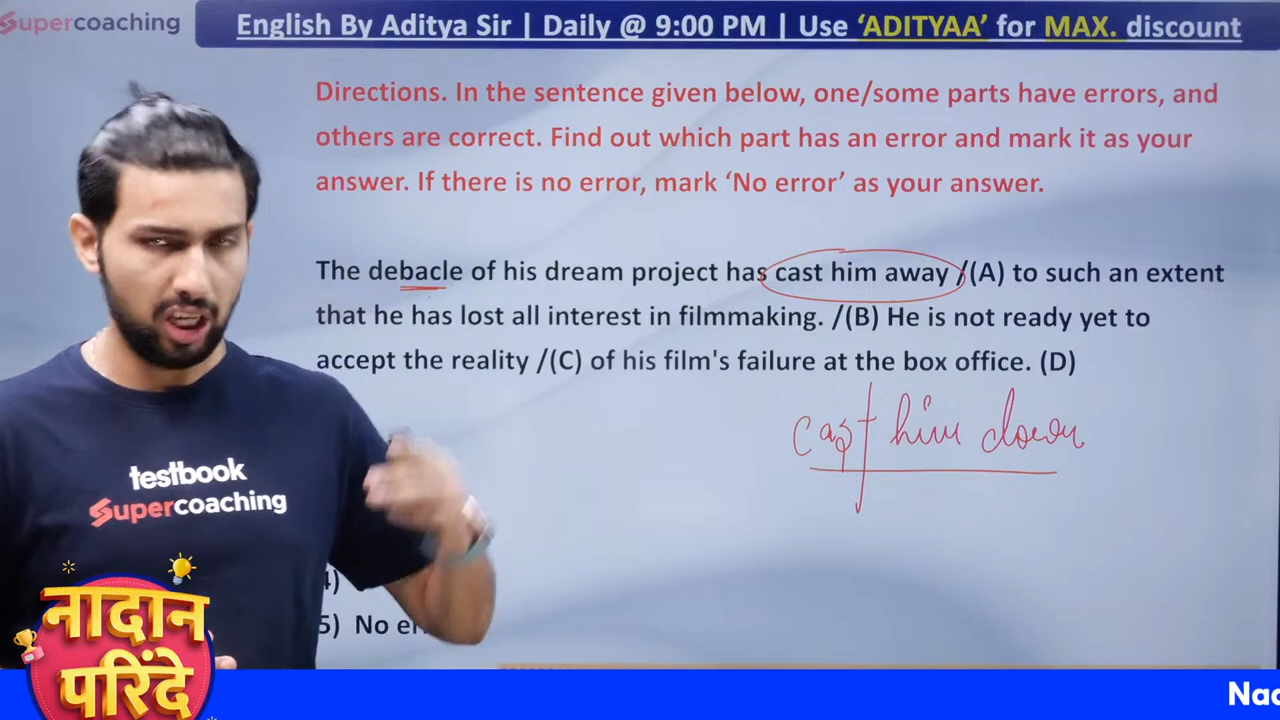 Supercoaching
English By Aditya Sir | Daily @ 9:00 PM | Use ‘ADITYAA’ for MAX. discount
Directions. In the sentence given below, one/some parts have errors, and
others are correct. Find out which part has an error and mark it as your
answer. If there is no error, mark ‘No error’ as your answer.
The debacle of his dream project has cast him away /(A) to such an extent
that he has lost all interest in filmmaking. /(B) He is not ready yet to
accept the reality /(C) of his film's failure at the box office. (D)
cast him down
testbook
Supercoaching
4)
5) No er
नादान
परिंदे
Nad